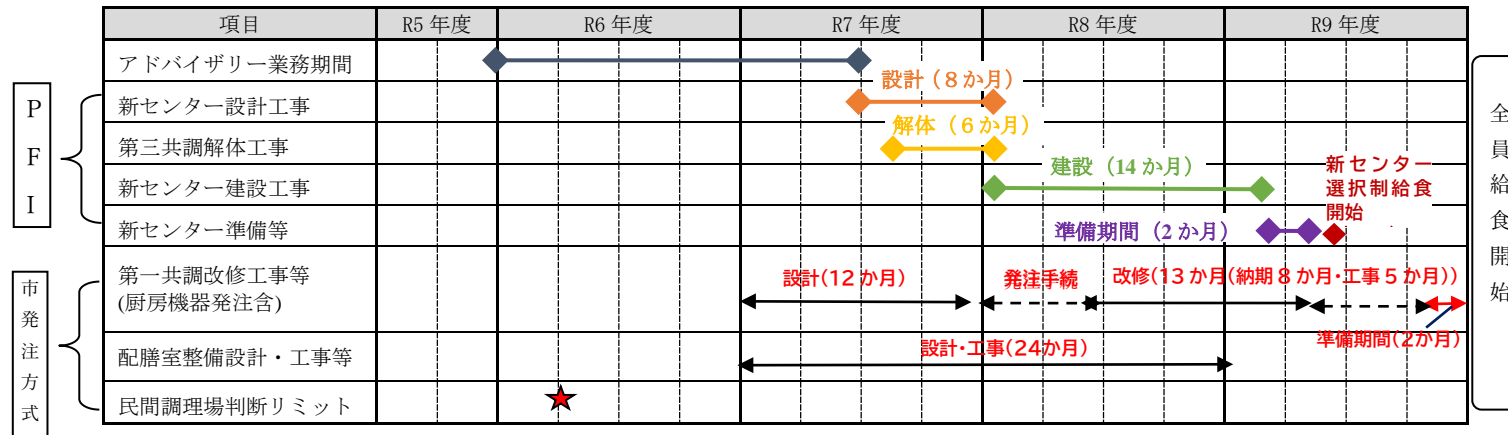 項目 R5 年度 R6 年度 R7 年度 R8 年度 R9 年度
アドバイザリー業務期間
設計（８か月）
新センター設計工事
解体（６か月）
第三共調解体工事
建設（14 か月）
新センター建設工事
新センター
選択制給食
開始
新センター準備等
準備期間（2 か月）
第一共調改修工事等
(厨房機器発注含)
設計(12 か月)
発注手続
改修(13 か月(納期 8 か月・工事 5 か月))
準備期間(2か月)
配膳室整備設計・工事等
設計・工事(24か月)
民間調理場判断リミット
ＰＦＩ
市発注方式
全員給食開始